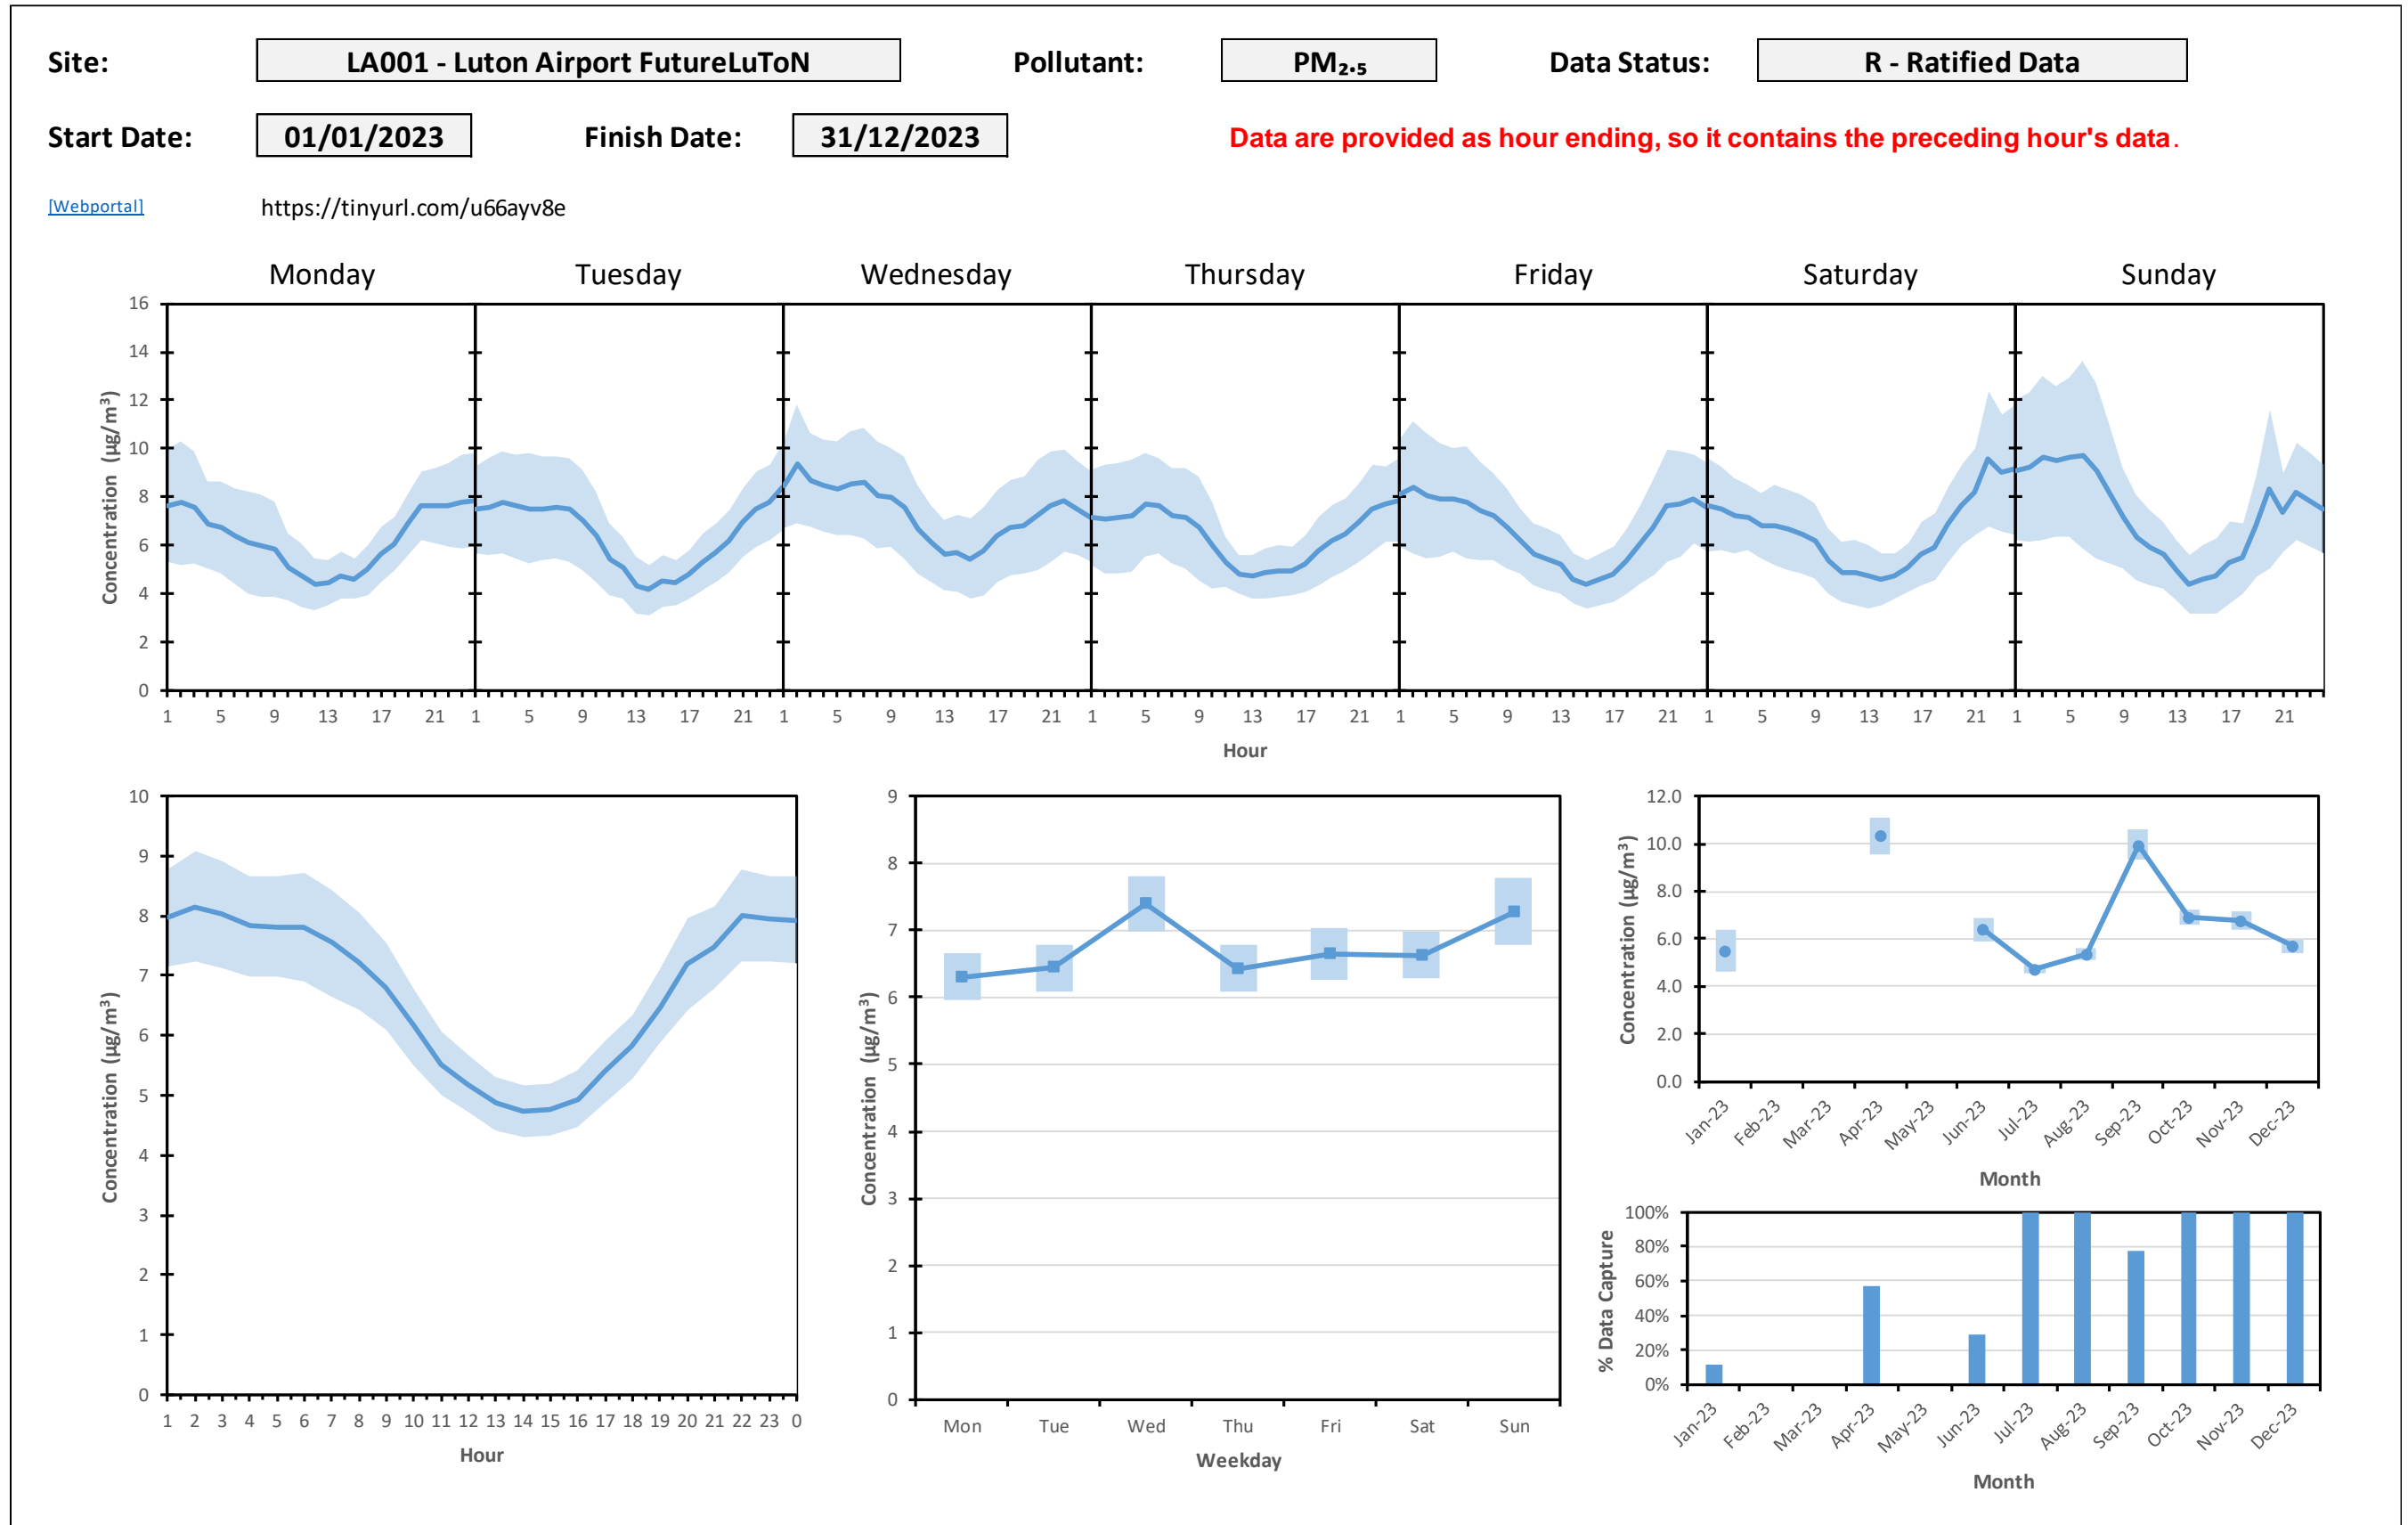 Site: LA001 - Luton Airport FutureLuToN Pollutant: PM₂.₅ Data Status: R - Ratified Data
Start Date: 01/01/2023 Finish Date: 31/12/2023 Data are provided as hour ending, so it contains the preceding hour's data.
[Webportal] https://tinyurl.com/u66ayv8e
Monday Tuesday Wednesday Thursday Friday Saturday Sunday
Concentration (µg/m³)
16
14
12
10
8
6
4
2
0
1 5 9 13 17 21 1 5 9 13 17 21 1 5 9 13 17 21 1 5 9 13 17 21 1 5 9 13 17 21 1 5 9 13 17 21 1 5 9 13 17 21
Hour
Concentration (µg/m³)
10
9
8
7
6
5
4
3
2
1
0
1 2 3 4 5 6 7 8 9 10 11 12 13 14 15 16 17 18 19 20 21 22 23 0
Hour
Concentration (µg/m³)
9
8
7
6
5
4
3
2
1
0
Mon Tue Wed Thu Fri Sat Sun
Weekday
Concentration (µg/m³)
12.0
10.0
8.0
6.0
4.0
2.0
0.0
Jan-23 Feb-23 Mar-23 Apr-23 May-23 Jun-23 Jul-23 Aug-23 Sep-23 Oct-23 Nov-23 Dec-23
Month
% Data Capture
100%
80%
60%
40%
20%
0%
Jan-23 Feb-23 Mar-23 Apr-23 May-23 Jun-23 Jul-23 Aug-23 Sep-23 Oct-23 Nov-23 Dec-23
Month